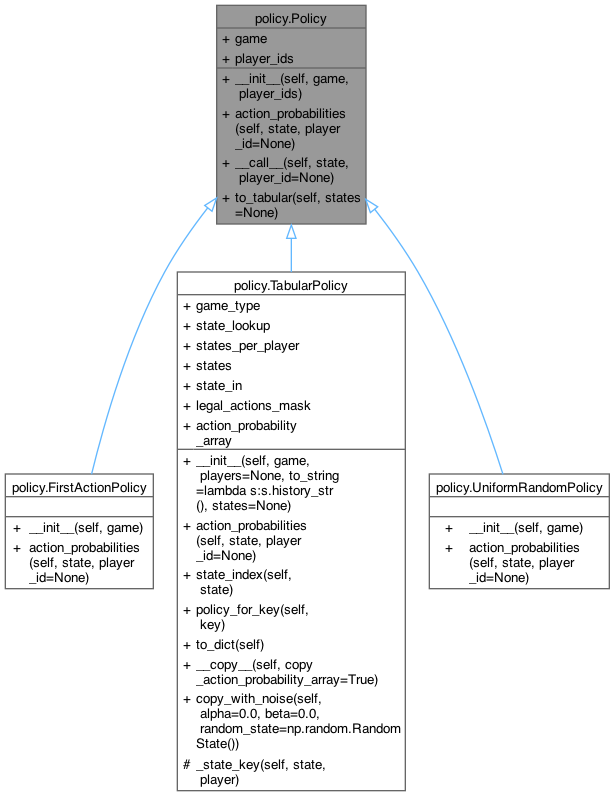 policy.Policy
+ game
+ player_ids
+ __init__(self, game,
player_ids)
+ action_probabilities
(self, state, player
_id=None)
+ __call__(self, state,
player_id=None)
+ to_tabular(self, states
=None)
policy.TabularPolicy
+ game_type
+ state_lookup
+ states_per_player
+ states
+ state_in
+ legal_actions_mask
+ action_probability
_array
+ __init__(self, game,
players=None, to_string
=lambda s:s.history_str
(), states=None)
+ action_probabilities
(self, state, player
_id=None)
+ state_index(self,
state)
+ policy_for_key(self,
key)
+ to_dict(self)
+ __copy__(self, copy
_action_probability_array=True)
+ copy_with_noise(self,
alpha=0.0, beta=0.0,
random_state=np.random.Random
State())
# _state_key(self, state,
player)
policy.FirstActionPolicy
+ __init__(self, game)
+ action_probabilities
(self, state, player
_id=None)
policy.UniformRandomPolicy
+ __init__(self, game)
+ action_probabilities
(self, state, player
_id=None)